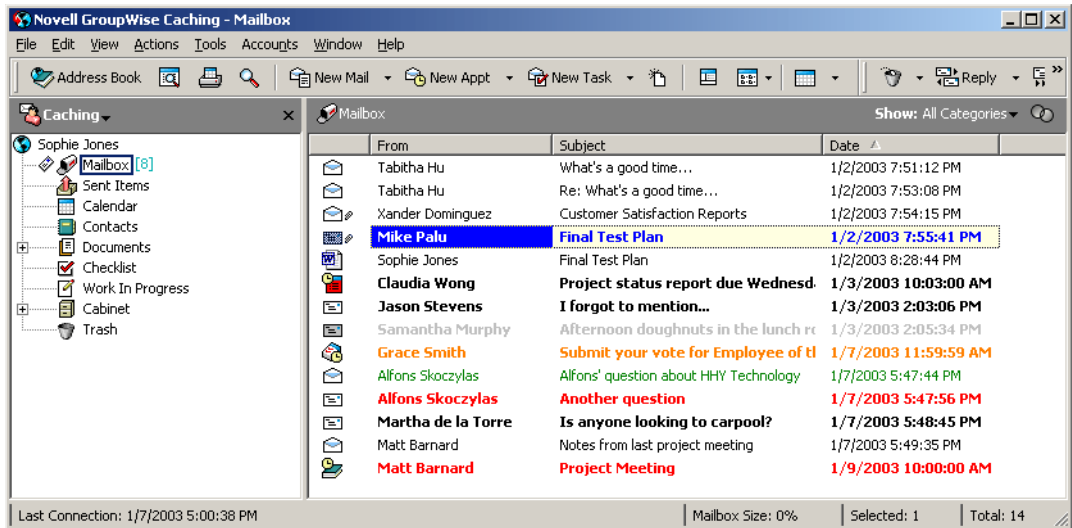 Novell GroupWise Caching - Mailbox
File Edit View Actions Tools Accounts Window Help
Address Book New Mail New Appt New Task Reply
Caching Mailbox Show: All Categories
Sophie Jones
Mailbox [8]
Sent Items
Calendar
Contacts
Documents
Checklist
Work In Progress
Cabinet
Trash
From Subject Date
Tabitha Hu What's a good time... 1/2/2003 7:51:12 PM
Tabitha Hu Re: What's a good time... 1/2/2003 7:53:08 PM
Xander Dominguez Customer Satisfaction Reports 1/2/2003 7:54:15 PM
Mike Palu Final Test Plan 1/2/2003 7:55:41 PM
Sophie Jones Final Test Plan 1/2/2003 8:28:44 PM
Claudia Wong Project status report due Wednesd 1/3/2003 10:03:00 AM
Jason Stevens I forgot to mention... 1/3/2003 2:03:06 PM
Samantha Murphy Afternoon doughnuts in the lunch ro 1/3/2003 2:05:34 PM
Grace Smith Submit your vote for Employee of tl 1/7/2003 11:59:59 AM
Alfons Skoczylas Alfons' question about HHY Technology 1/7/2003 5:47:44 PM
Alfons Skoczylas Another question 1/7/2003 5:47:56 PM
Martha de la Torre Is anyone looking to carpool? 1/7/2003 5:48:45 PM
Matt Barnard Notes from last project meeting 1/7/2003 5:49:35 PM
Matt Barnard Project Meeting 1/9/2003 10:00:00 AM
Last Connection: 1/7/2003 5:00:38 PM Mailbox Size: 0% Selected: 1 Total: 14